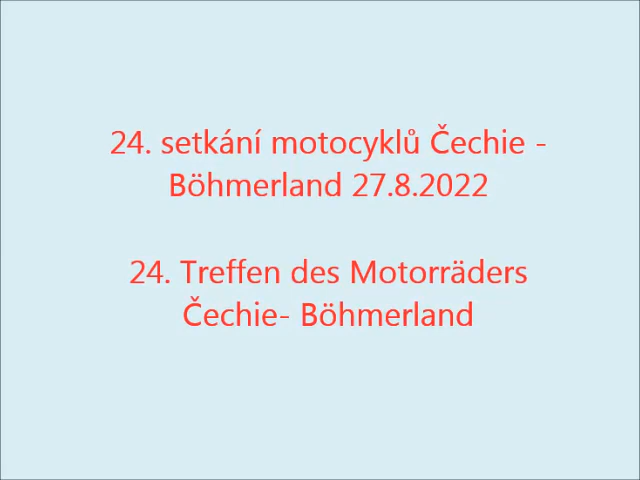 24. setkání motocyklů Čechie -
Böhmerland 27.8.2022
24. Treffen des Motorräders
Čechie- Böhmerland